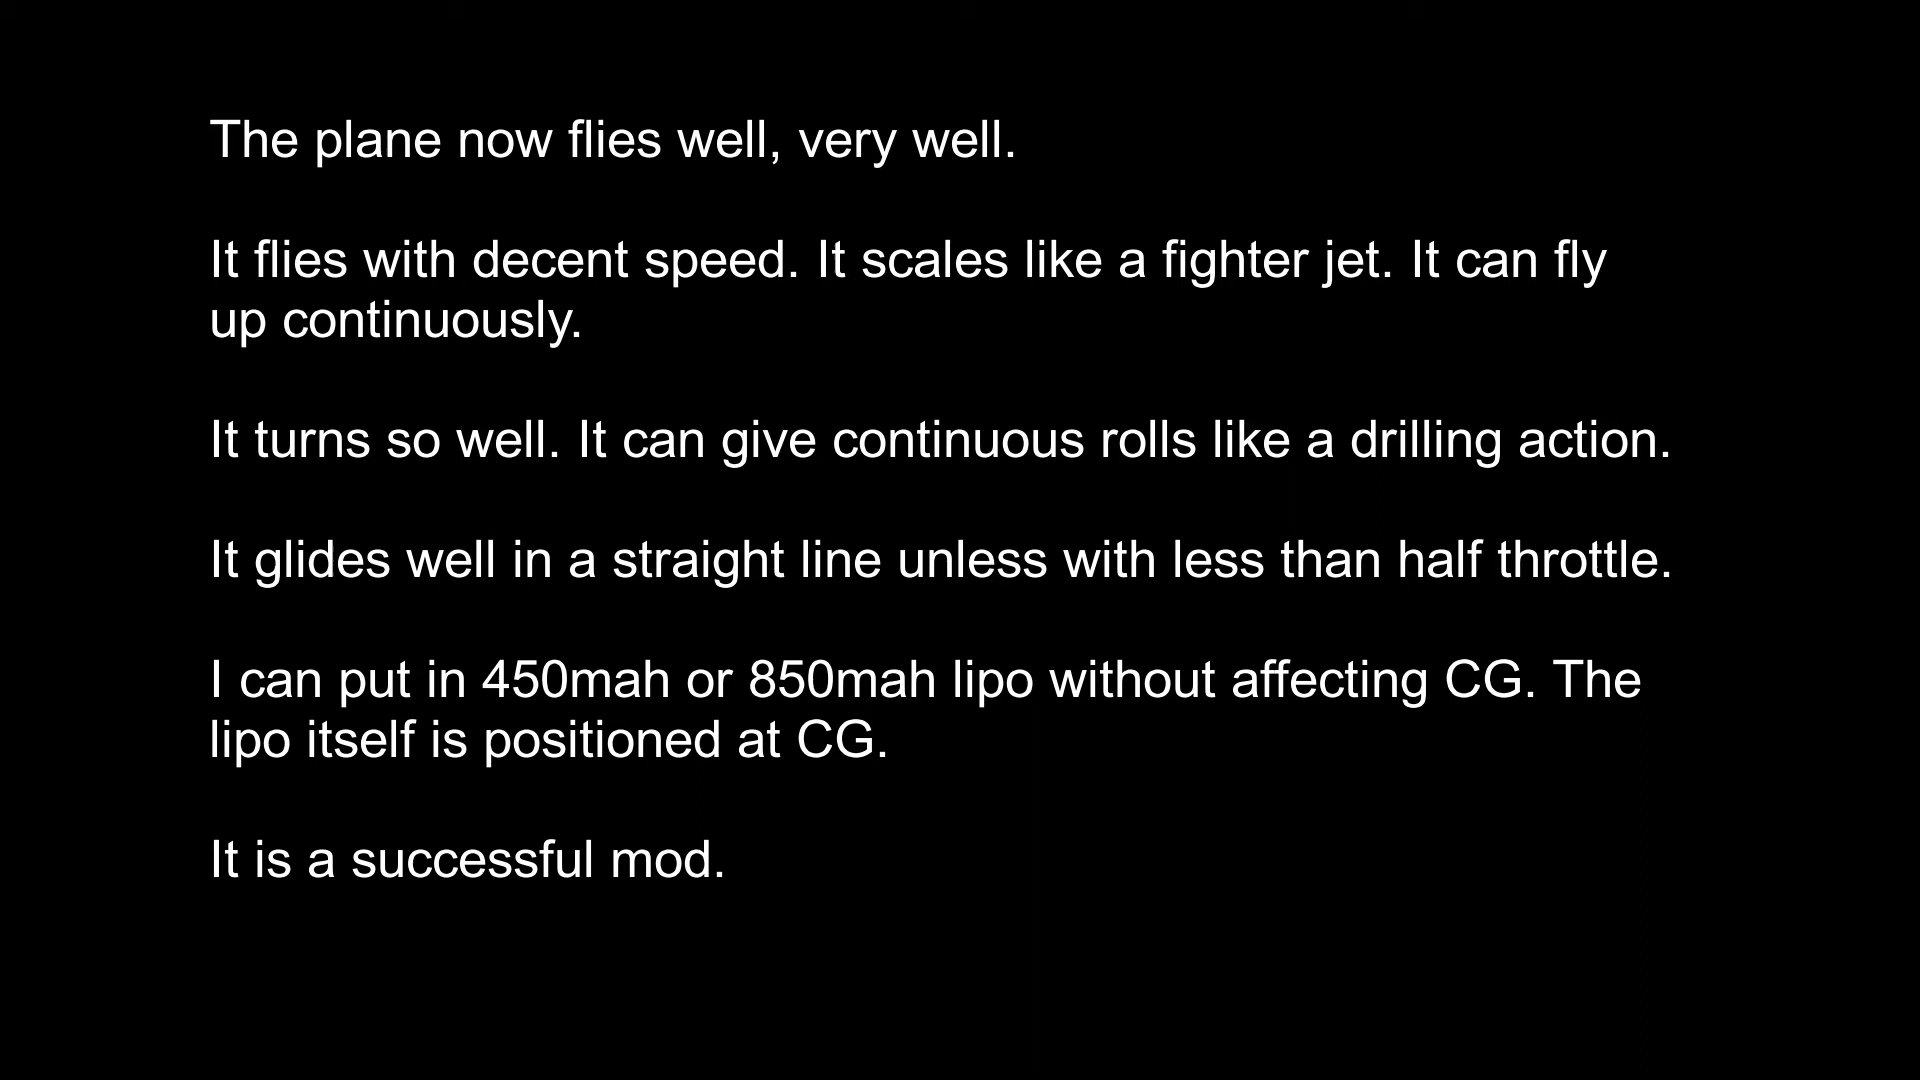 The plane now flies well, very well.
It flies with decent speed. It scales like a fighter jet. It can fly
up continuously.
It turns so well. It can give continuous rolls like a drilling action.
It glides well in a straight line unless with less than half throttle.
I can put in 450mah or 850mah lipo without affecting CG. The
lipo itself is positioned at CG.
It is a successful mod.